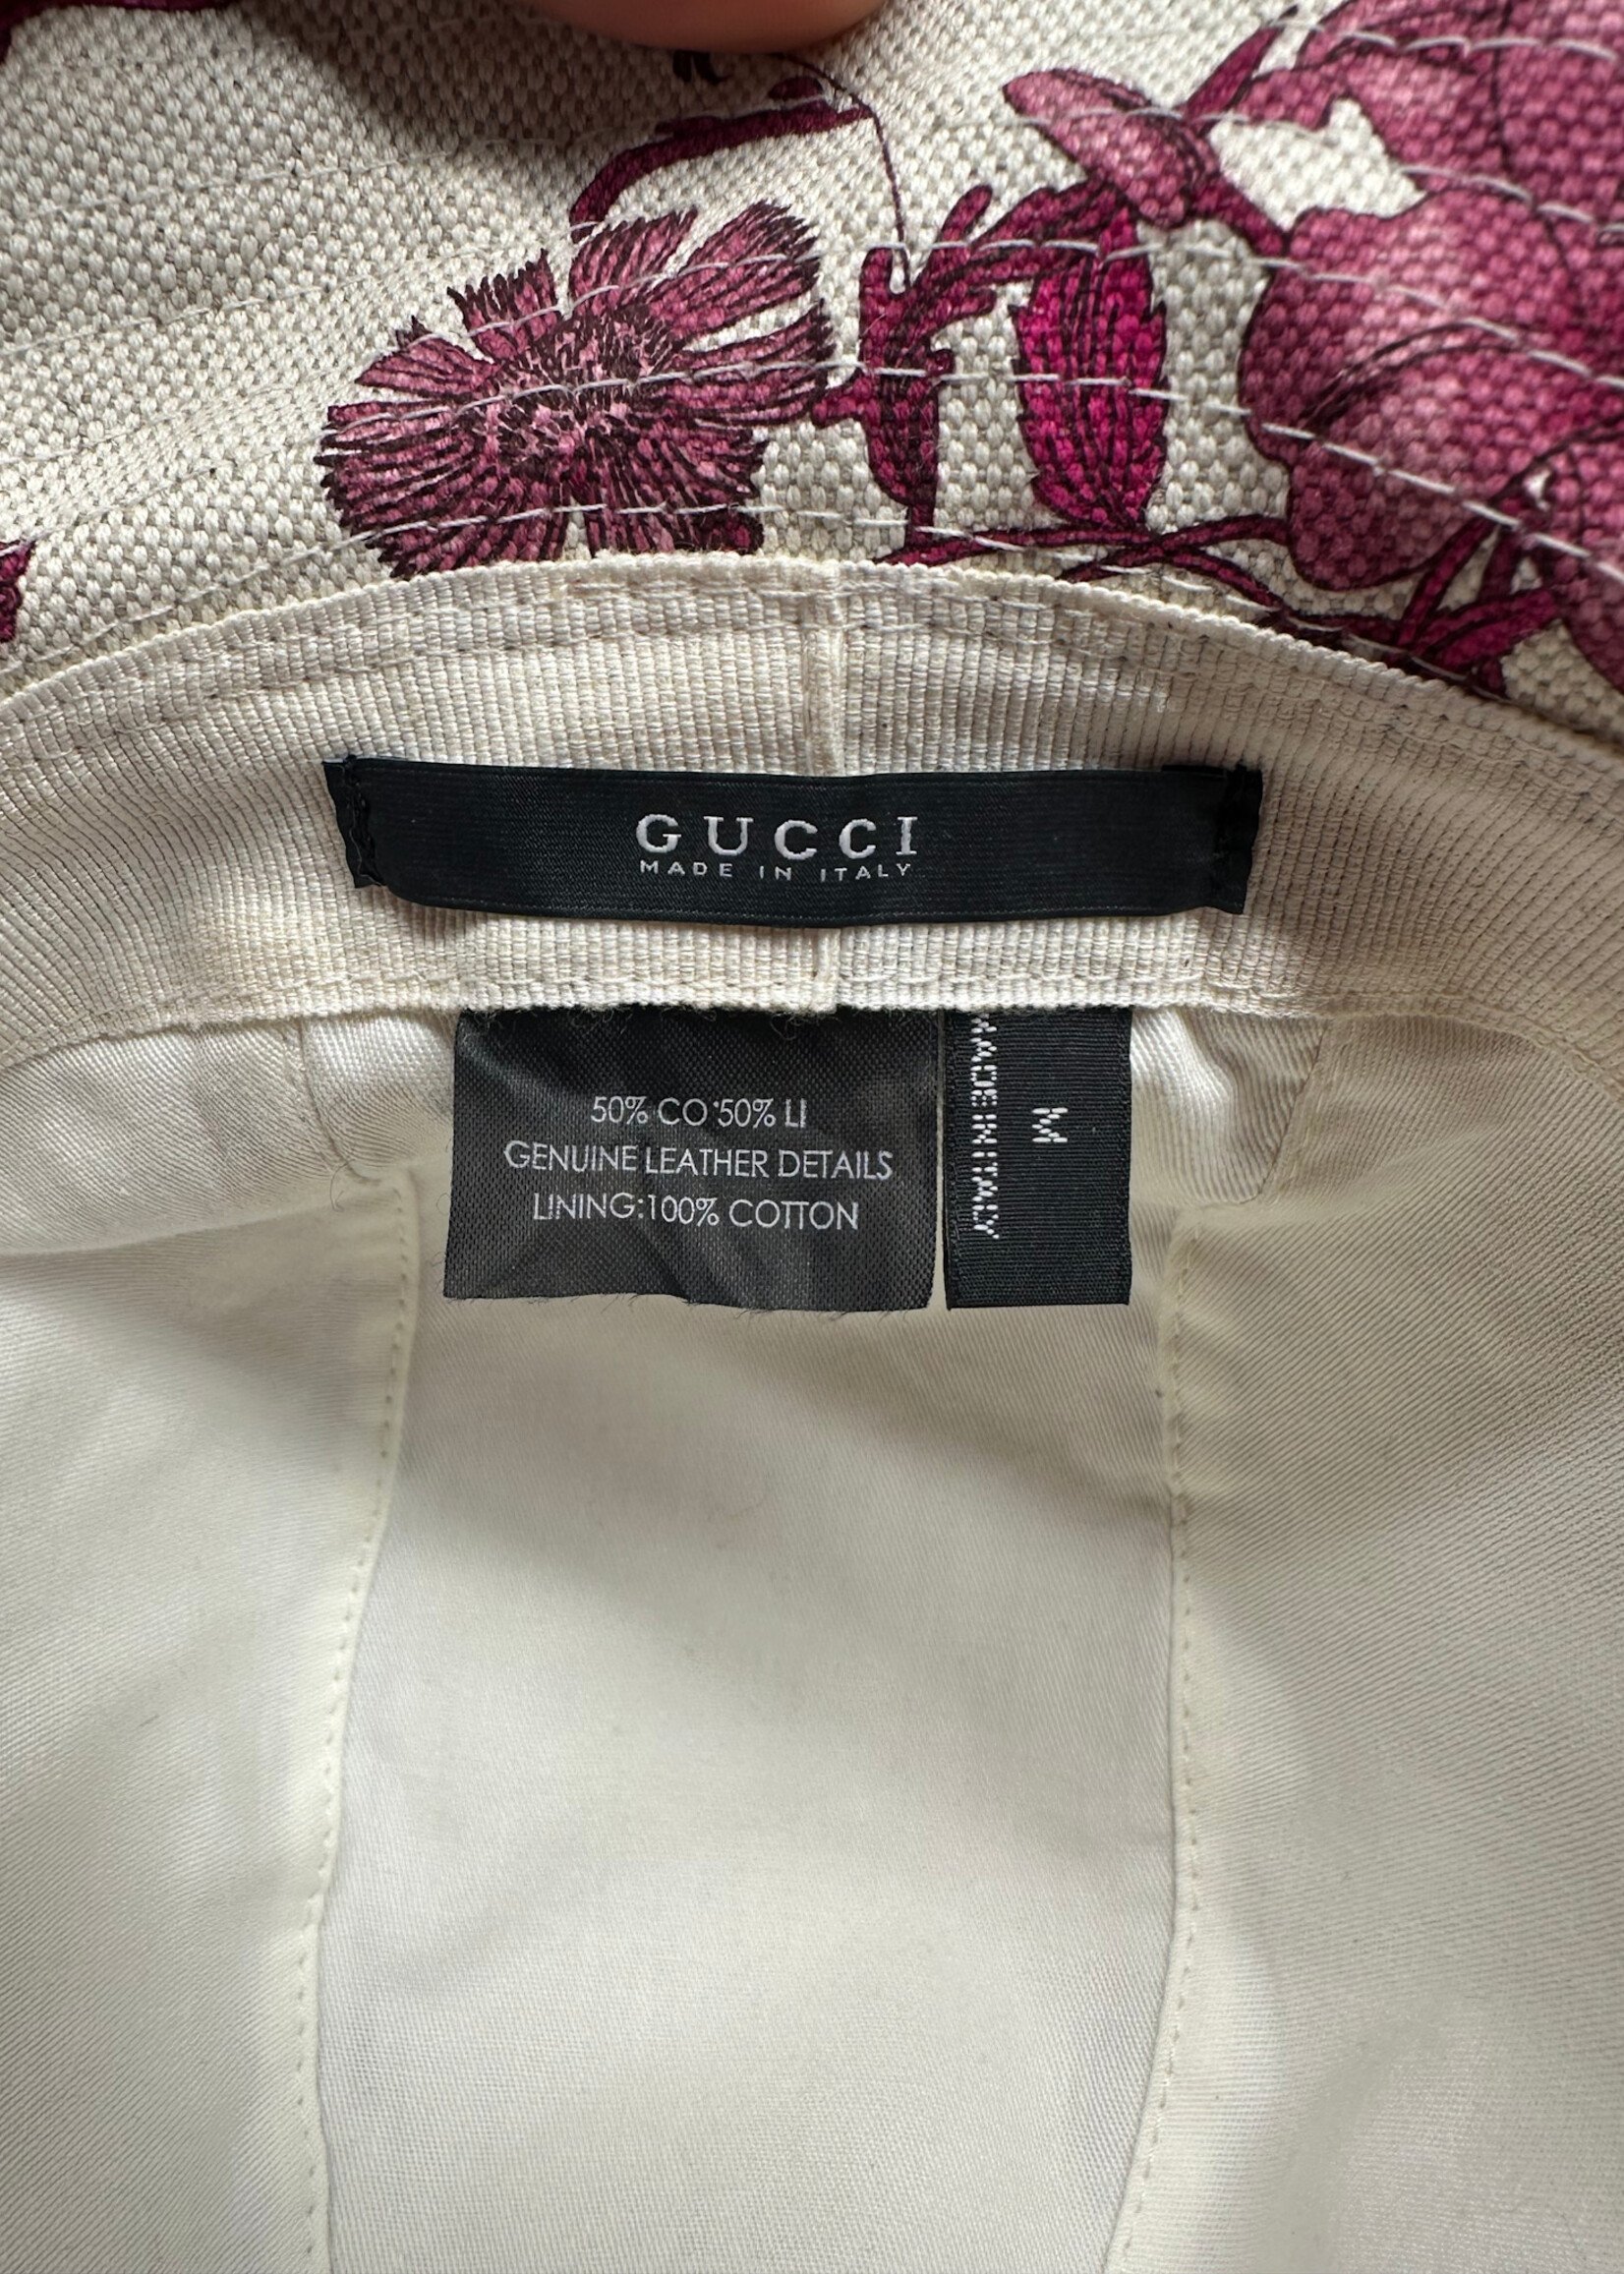 GUCCI
MADE IN ITALY
50% CO 50% LI
GENUINE LEATHER DETAILS
LINING:100% COTTON
M
MADE IN ITALY